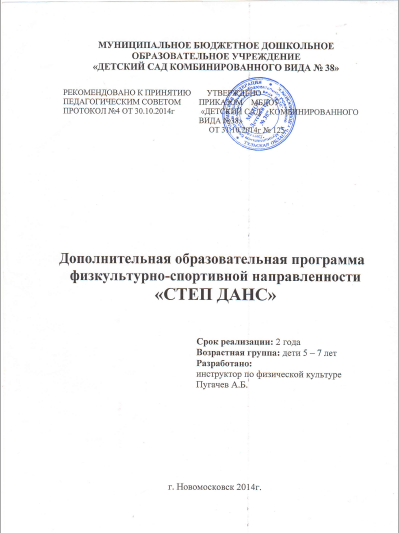 МУНИЦИПАЛЬНОЕ БЮДЖЕТНОЕ ДОШКОЛЬНОЕ
ОБРАЗОВАТЕЛЬНОЕ УЧРЕЖДЕНИЕ
«ДЕТСКИЙ САД КОМБИНИРОВАННОГО ВИДА № 38»
РЕКОМЕНДОВАНО К ПРИНЯТИЮ УТВЕРЖДЕНО
ПЕДАГОГИЧЕСКИМ СОВЕТОМ ПРИКАЗОМ МБДОУ
ПРОТОКОЛ №4 ОТ 30.10.2014г «ДЕТСКИЙ САД КОМБИНИРОВАННОГО
ВИДА №38»
ОТ 31.10.2014г № 125
Дополнительная образовательная программа
физкультурно-спортивной направленности
«СТЕП ДАНС»
Срок реализации: 2 года
Возрастная группа: дети 5 – 7 лет
Разработано:
инструктор по физической культуре
Пугачев А.Б.
г. Новомосковск 2014г.